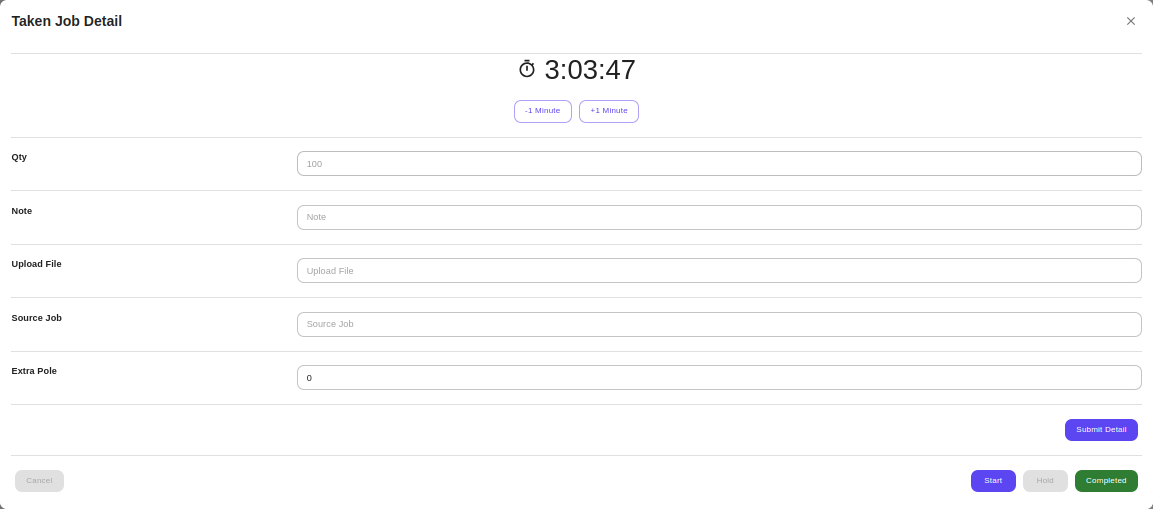 Taken Job Detail
3:03:47
-1 Minute +1 Minute
Qty
100
Note
Note
Upload File
Upload File
Source Job
Source Job
Extra Pole
0
Submit Detail
Cancel Start Hold Completed